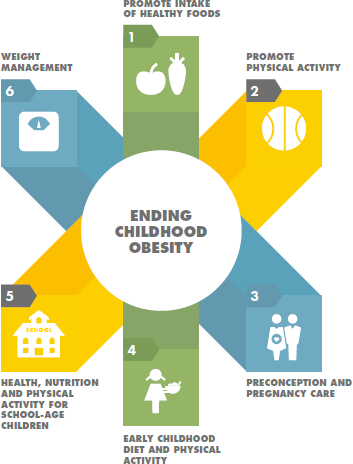 PROMOTE INTAKE
OF HEALTHY FOODS
1
WEIGHT
MANAGEMENT
6
PROMOTE
PHYSICAL ACTIVITY
2
ENDING
CHILDHOOD
OBESITY
5
SCHOOL
HEALTH, NUTRITION
AND PHYSICAL
ACTIVITY FOR
SCHOOL-AGE
CHILDREN
3
PRECONCEPTION AND
PREGNANCY CARE
4
EARLY CHILDHOOD
DIET AND PHYSICAL
ACTIVITY